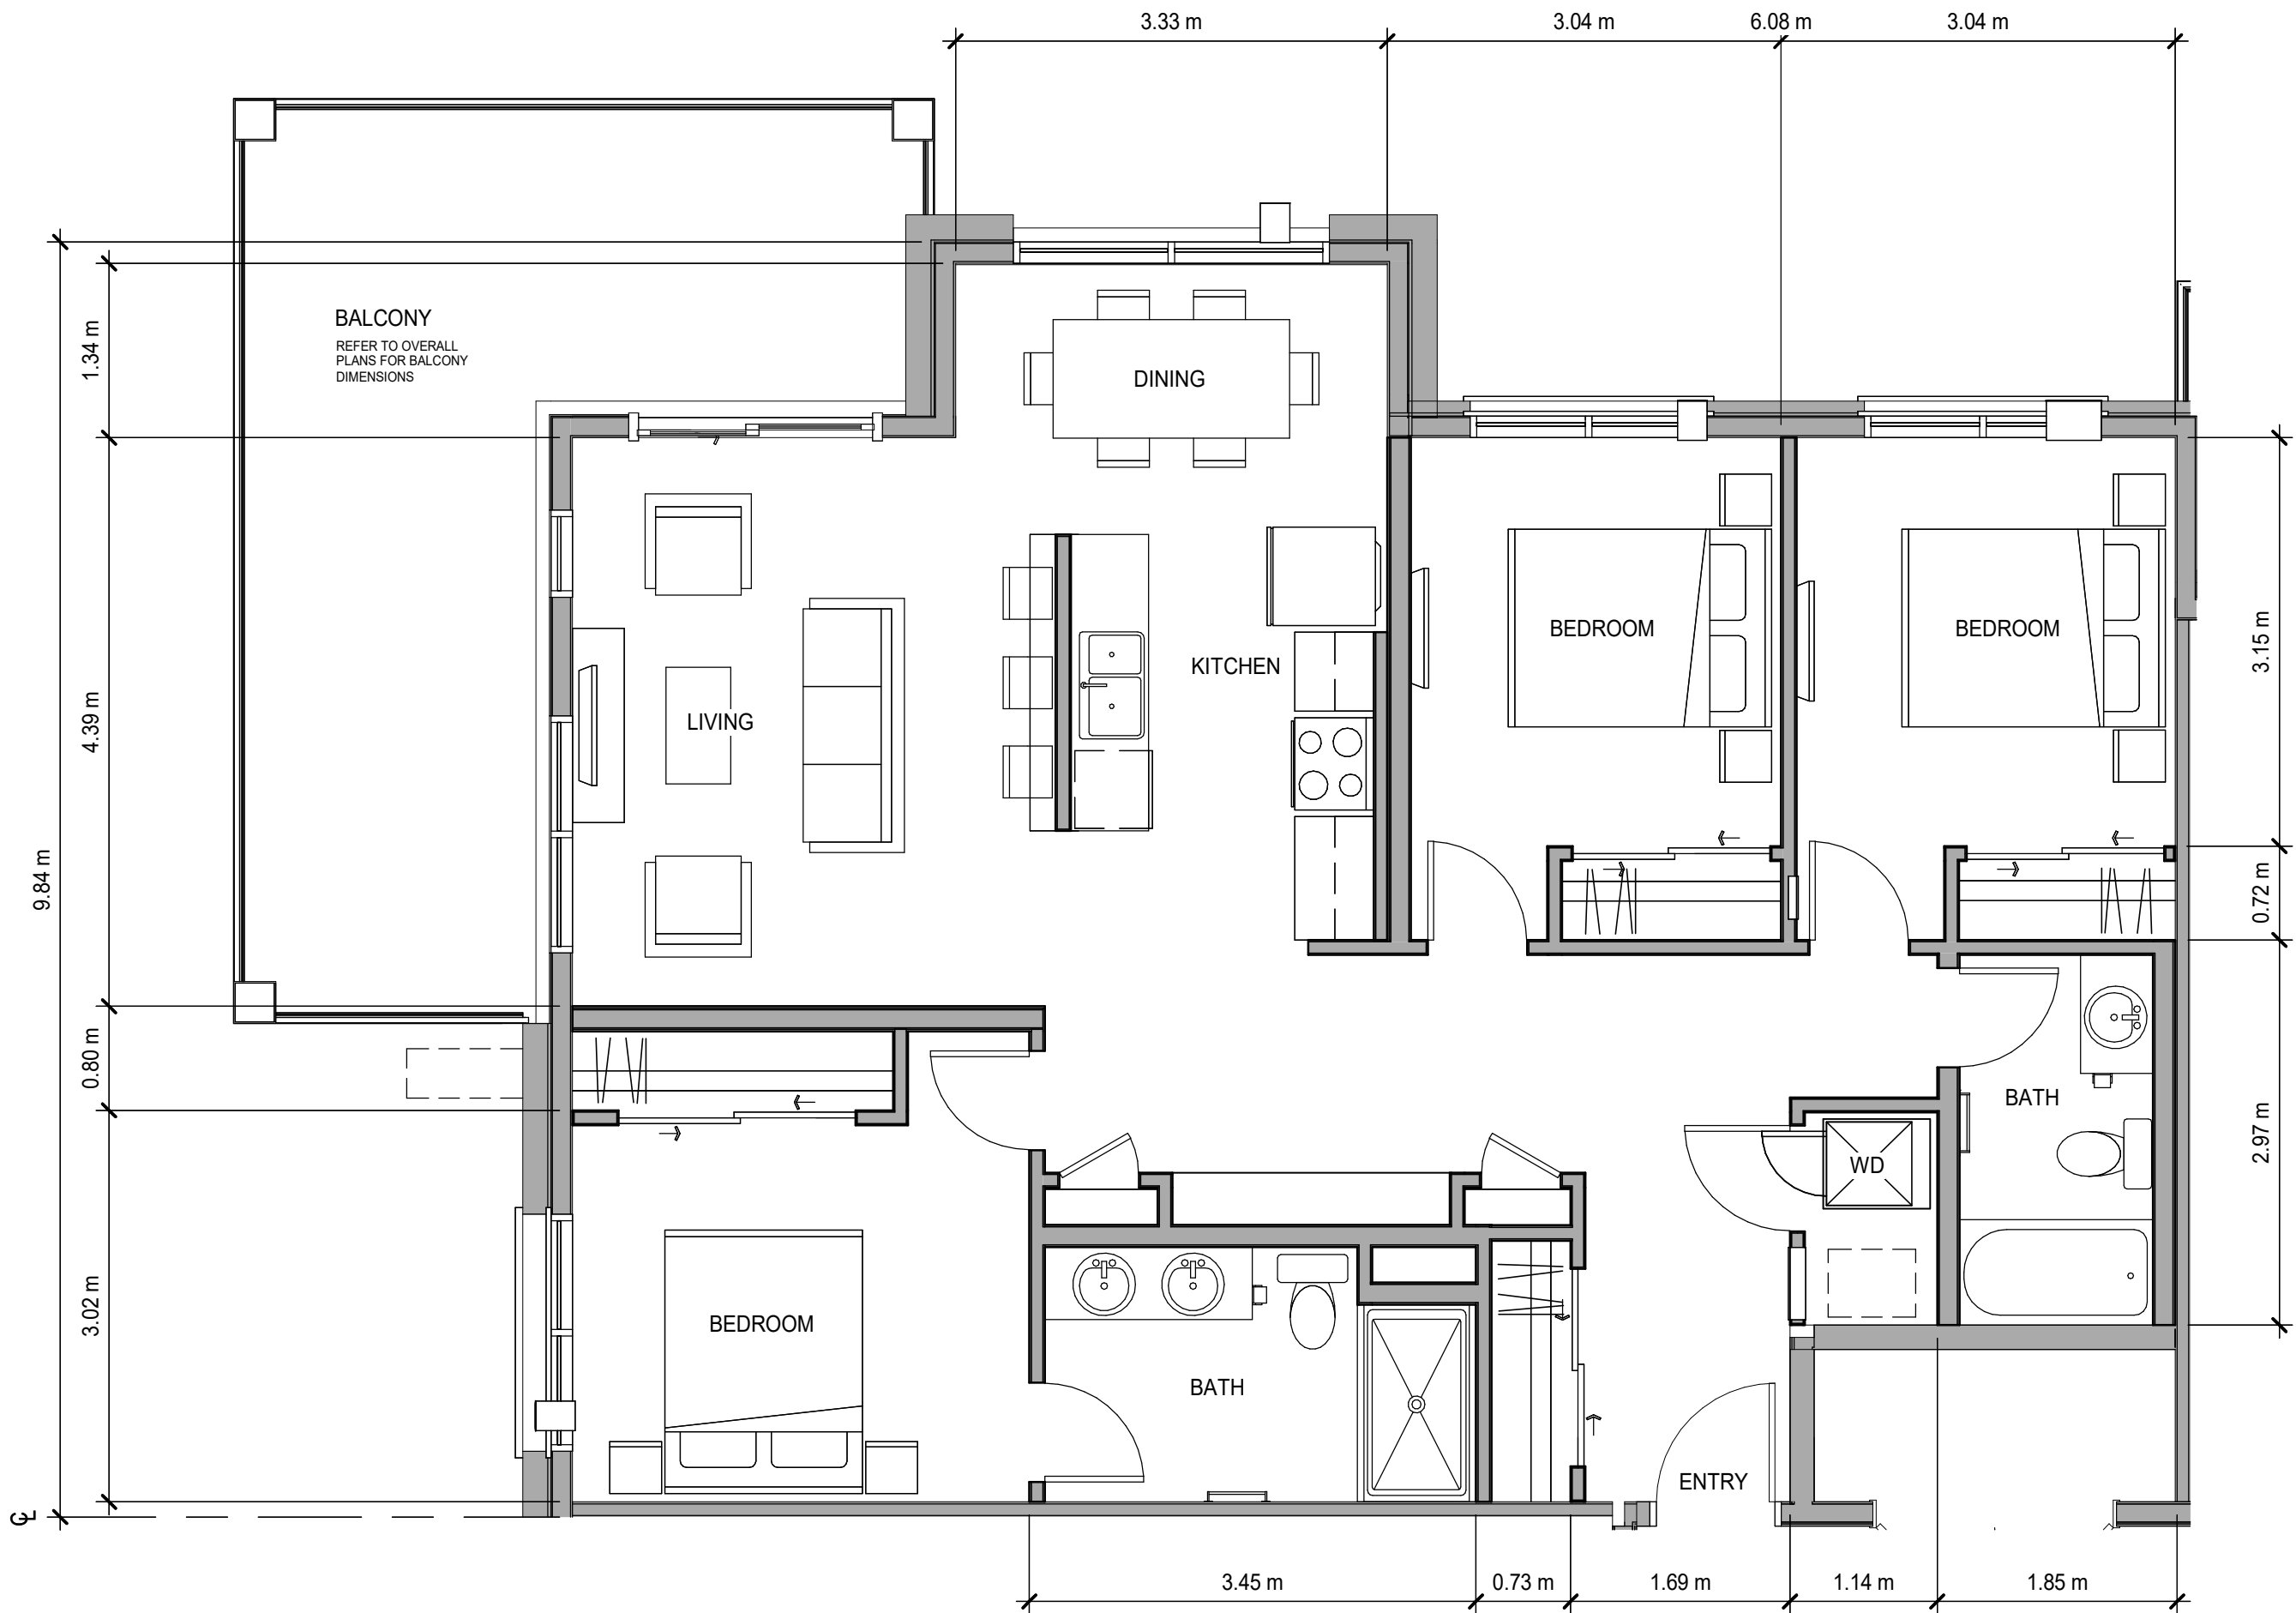 3.33 m
3.04 m
6.08 m
3.04 m
BALCONY
REFER TO OVERALL
PLANS FOR BALCONY
DIMENSIONS
1.34 m
DINING
4.39 m
9.84 m
LIVING
KITCHEN
BEDROOM
BEDROOM
3.15 m
0.72 m
0.80 m
BATH
WD
2.97 m
3.02 m
BEDROOM
BATH
ENTRY
℄
3.45 m
0.73 m
1.69 m
1.14 m
1.85 m